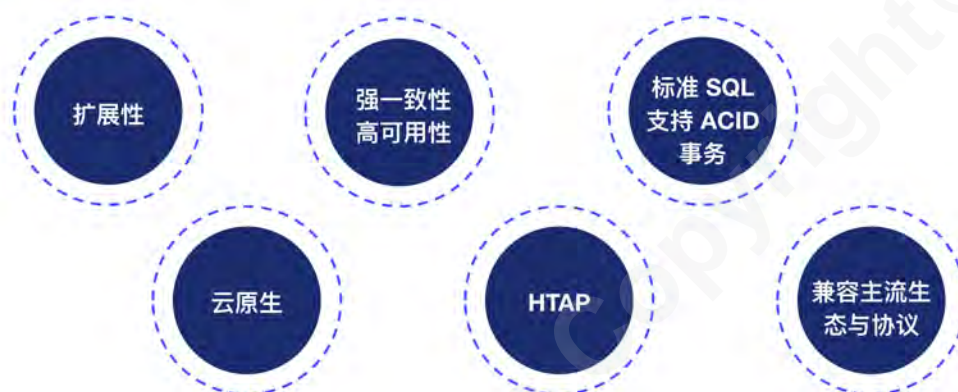 扩展性
强一致性
高可用性
标准 SQL
支持 ACID
事务
云原生
HTAP
兼容主流生
态与协议
Copyright